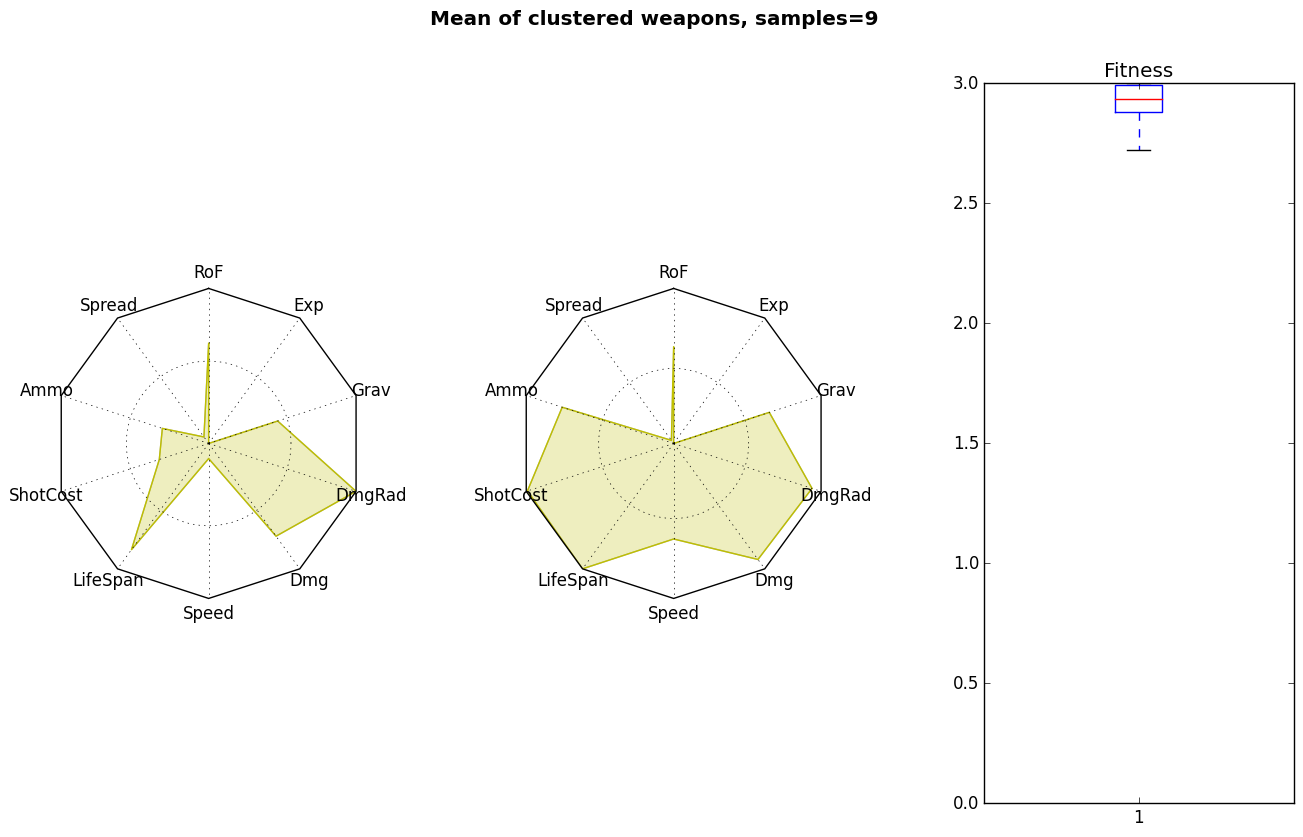 Mean of clustered weapons, samples=9
RoF
Exp
Spread
Grav
Ammo
DmgRad
ShotCost
Dmg
LifeSpan
Speed
RoF
Exp
Spread
Grav
Ammo
DmgRad
ShotCost
Dmg
LifeSpan
Speed
Fitness
3.0
2.5
2.0
1.5
1.0
0.5
0.0
1